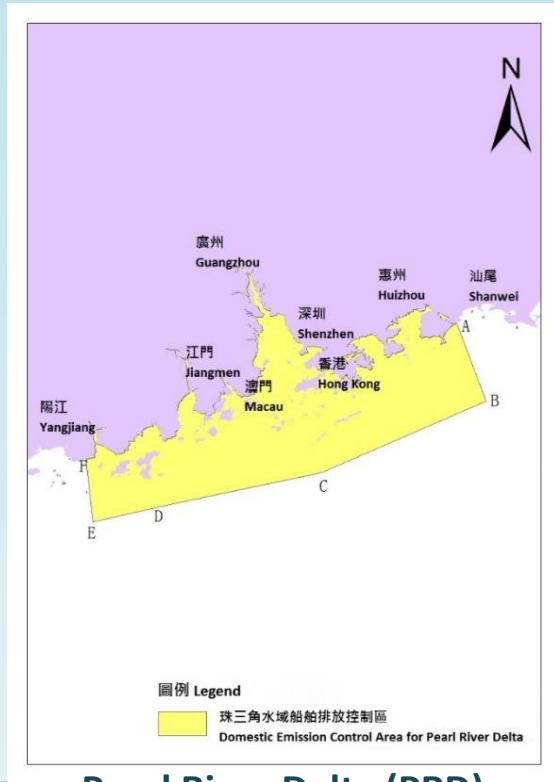 N
廣州
Guangzhou
惠州
Huizhou
汕尾
Shanwei
深圳
Shenzhen
A
江門
Jiangmen
香港
Hong Kong
澳門
Macau
B
陽江
Yangjiang
F
C
D
E
圖例 Legend
珠三角水域船舶排放控制區
Domestic Emission Control Area for Pearl River Delta
Pearl River Delta (PRD)